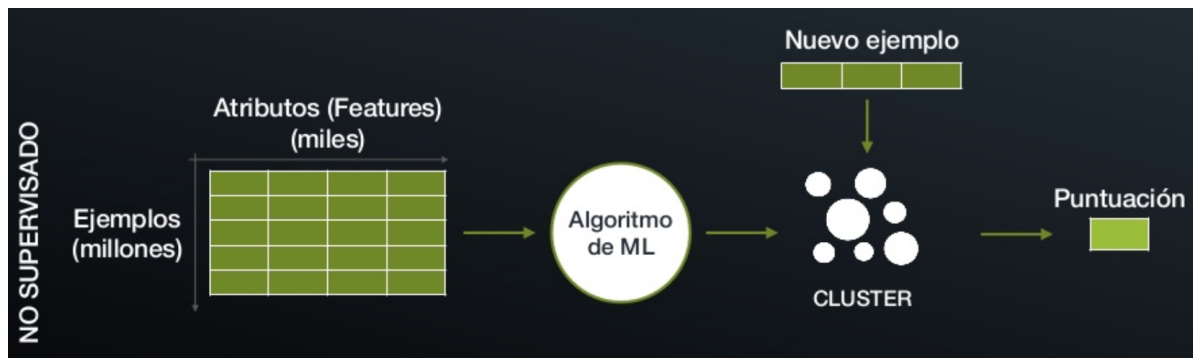 NO SUPERVISADO
Atributos (Features)
(miles)
Ejemplos
(millones)
Algoritmo
de ML
Nuevo ejemplo
CLUSTER
Puntuación